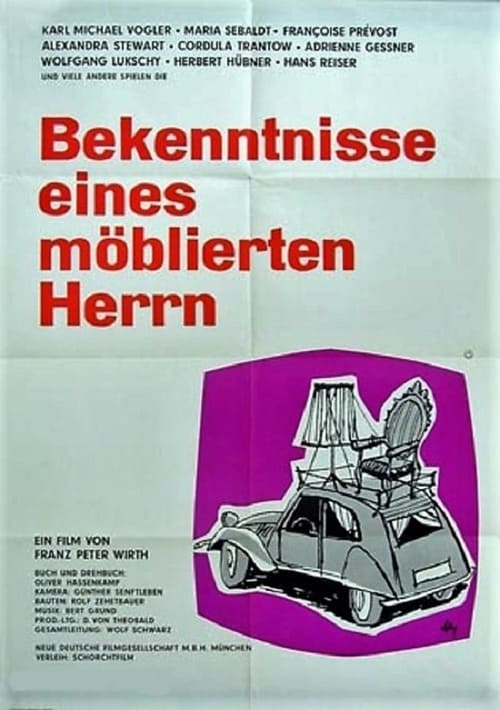 KARL MICHAEL VOGLER • MARIA SEBALDT • FRANÇOISE PRÉVOST
ALEXANDRA STEWART • CORDULA TRANTOW • ADRIENNE GESSNER
WOLFGANG LUKSCHY • HERBERT HÜBNER • HANS REISER
UND VIELE ANDERE SPIELEN DIE
Bekenntnisse
eines
möblierten
Herrn
EIN FILM VON
FRANZ PETER WIRTH
BUCH UND DREHBUCH:
OLIVER HASSENKAMP
KAMERA: GÜNTHER SENFTLEBEN
BAUTEN: ROLF ZEHETBAUER
MUSIK: BERT GRUND
PROD.-LTG.: D. VON THEOBALD
GESAMTLEITUNG: WOLF SCHWARZ
NEUE DEUTSCHE FILMGESELLSCHAFT M.B.H. MÜNCHEN
VERLEIH: SCHORCHTFILM